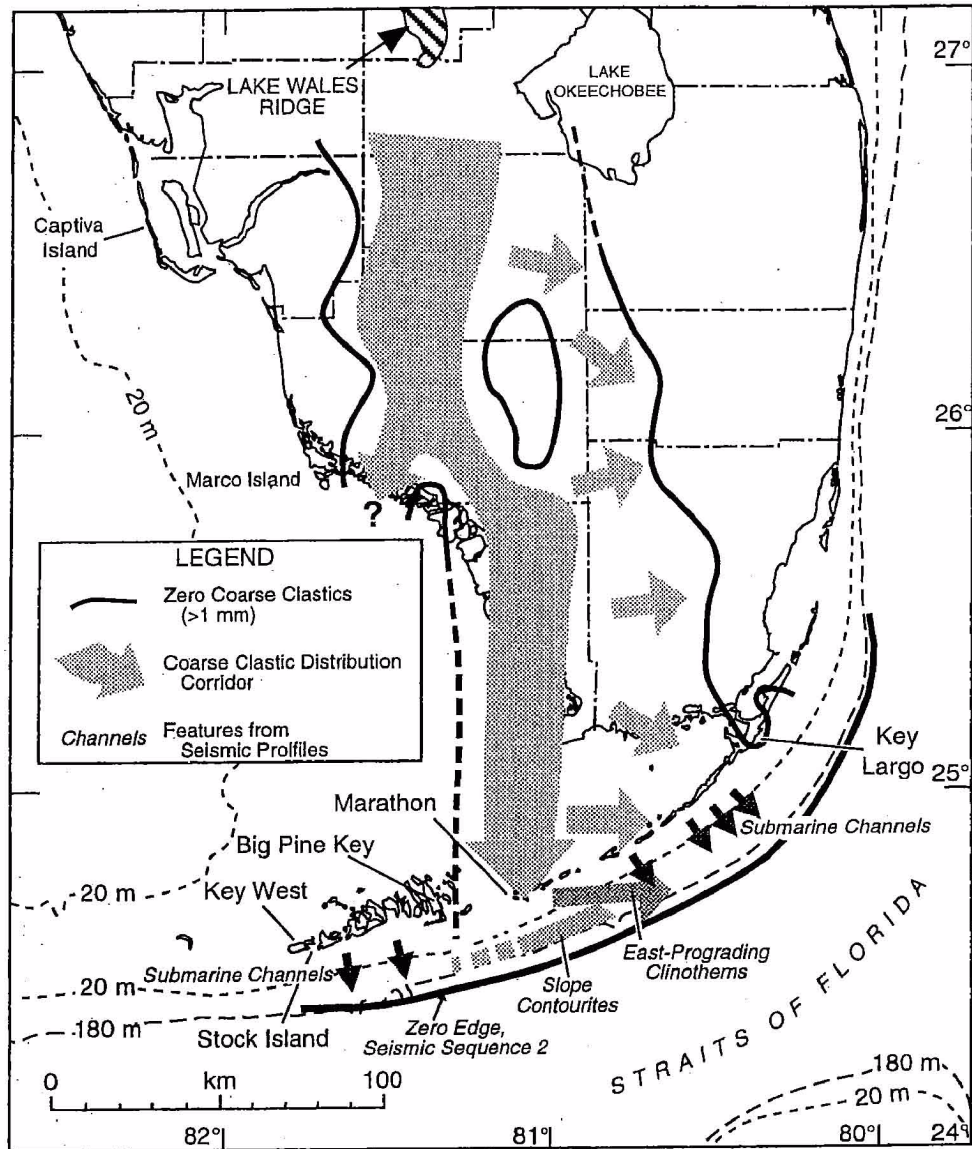 LAKE WALES
RIDGE
LAKE
OKEECHOBEE
27°
Captiva
Island
20 m
26°
Marco Island
?
LEGEND
Zero Coarse Clastics
(>1 mm)
Coarse Clastic Distribution
Corridor
Channels
Features from
Seismic Prolfiles
Key
Largo
25°
Marathon
Submarine Channels
Big Pine Key
Key West
20 m
East-Prograding
Clinothems
Submarine Channels
Slope
Contourites
20 m
180 m
Stock Island
Zero Edge,
Seismic Sequence 2
STRAITS OF FLORIDA
180 m
20 m
0 km 100
82° 81° 80° 24°